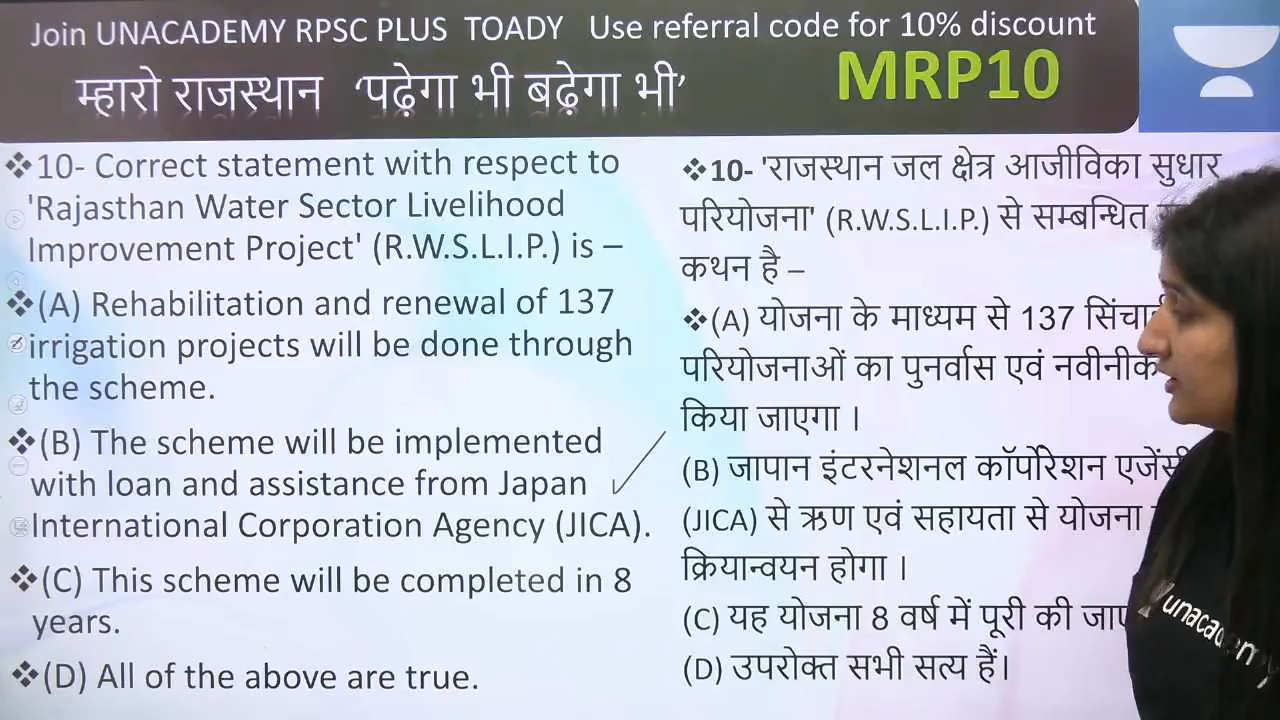 Join UNACADEMY RPSC PLUS TOADY Use referral code for 10% discount
म्हारो राजस्थान ‘पढ़ेगा भी बढ़ेगा भी’
MRP10
❖10- Correct statement with respect to
'Rajasthan Water Sector Livelihood
Improvement Project' (R.W.S.L.I.P.) is –
❖(A) Rehabilitation and renewal of 137
irrigation projects will be done through
the scheme.
❖(B) The scheme will be implemented
with loan and assistance from Japan
International Corporation Agency (JICA).
❖(C) This scheme will be completed in 8
years.
❖(D) All of the above are true.
❖10- 'राजस्थान जल क्षेत्र आजीविका सुधार
परियोजना' (R.W.S.L.I.P.) से सम्बन्धित
कथन है –
❖(A) योजना के माध्यम से 137
परियोजनाओं का पुनर्वास एवं
किया जाएगा ।
(B) जापान इंटरनेशनल कॉर्पोरेशन एजेंसी
(JICA) से ऋण एवं सहायता से योजना
क्रियान्वयन होगा ।
(C) यह योजना 8 वर्ष में पूरी की
(D) उपरोक्त सभी सत्य हैं।
unacademy